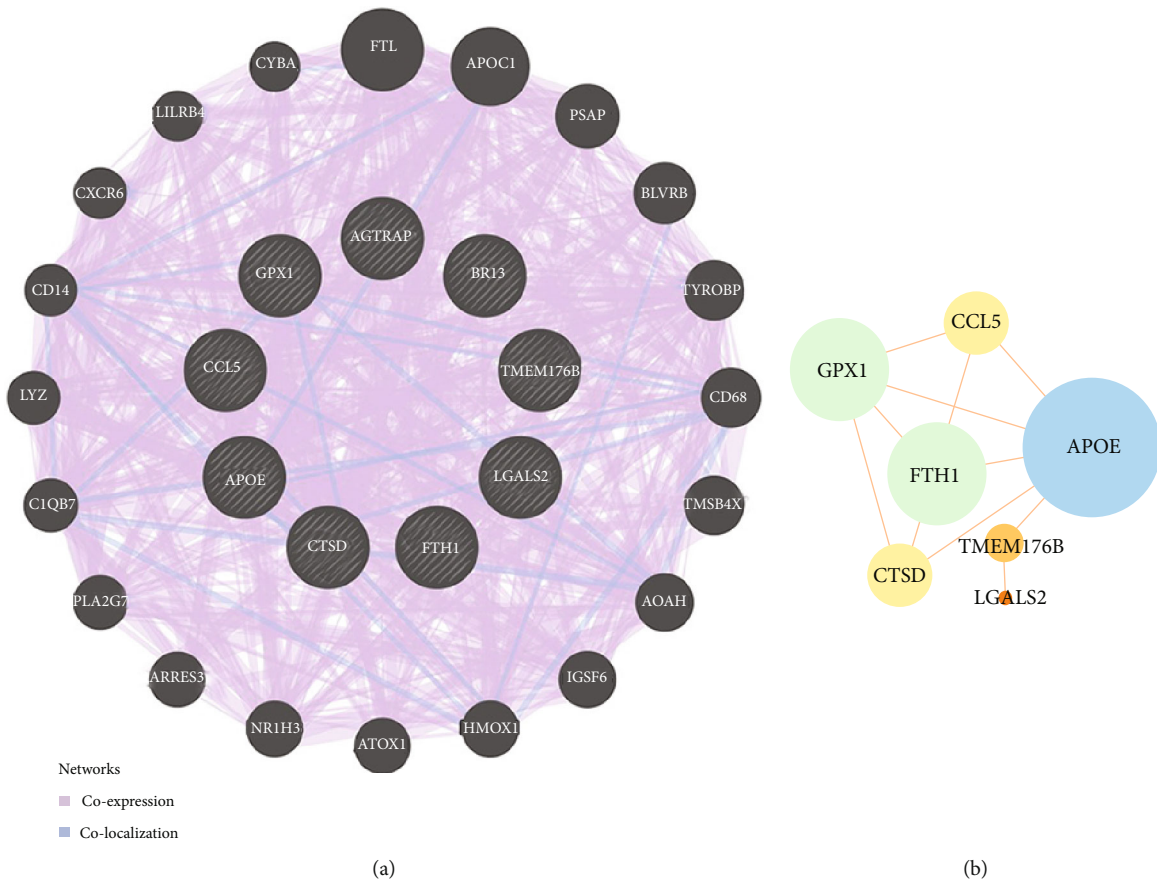 FTL
APOC1
CYBA
PSAP
LILRB4
BLVRB
CXCR6
AGTRAP
GPX1
BR13
CD14
TYROBP
CCL5
TMEM176B
LYZ
CD68
APOE
LGALS2
C1QB7
TMSB4X
CTSD
FTH1
PLA2G7
AOAH
ARRES3
IGSF6
NR1H3
ATOX1
HMOX1
Networks
Co-expression
Co-localization
(a)
CCL5
GPX1
APOE
FTH1
TMEM176B
CTSD
LGALS2
(b)